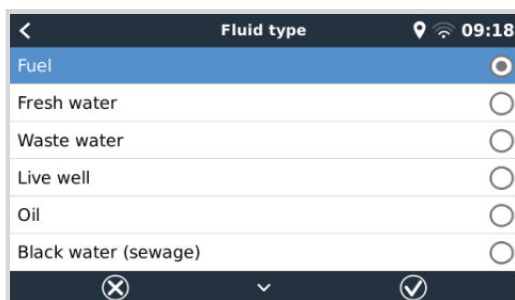 Fluid type 09:18
Fuel
Fresh water
Waste water
Live well
Oil
Black water (sewage)